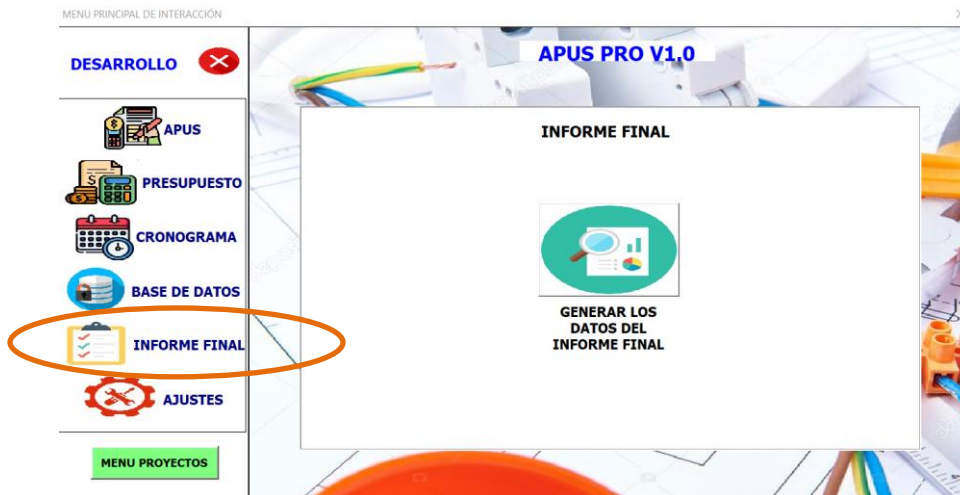 MENU PRINCIPAL DE INTERACCIÓN
DESARROLLO
APUS PRO V1,0
APUS
PRESUPUESTO
CRONOGRAMA
BASE DE DATOS
INFORME FINAL
AJUSTES
MENU PROYECTOS
INFORME FINAL
GENERAR LOS
DATOS DEL
INFORME FINAL